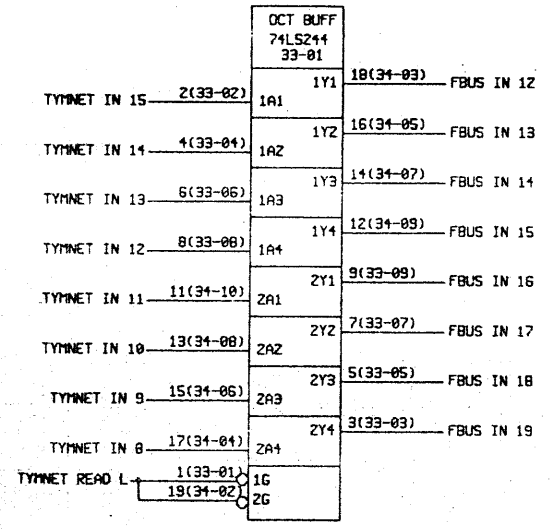 OCT BUFF
74LS244
33-01
1Y1 18(34-03) FBUS IN 12
TYMNET IN 15 2(33-02) 1A1
1Y2 16(34-05) FBUS IN 13
TYMNET IN 14 4(33-04) 1A2
1Y3 14(34-07) FBUS IN 14
TYMNET IN 13 6(33-06) 1A3
1Y4 12(34-09) FBUS IN 15
TYMNET IN 12 8(33-08) 1A4
2Y1 9(33-09) FBUS IN 16
TYMNET IN 11 11(34-10) 2A1
2Y2 7(33-07) FBUS IN 17
TYMNET IN 10 13(34-08) 2A2
2Y3 5(33-05) FBUS IN 18
TYMNET IN 9 15(34-06) 2A3
2Y4 3(33-03) FBUS IN 19
TYMNET IN 8 17(34-04) 2A4
TYMNET READ L 1(33-01) 1G
19(34-02) 2G